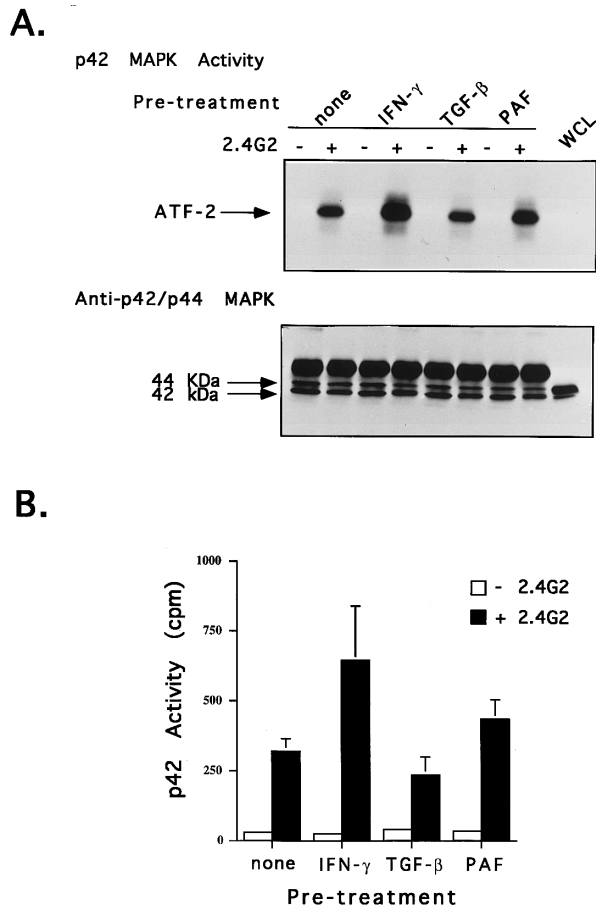 A.
p42 MAPK Activity
Pre-treatment none IFN-γ TGF-β PAF WCL
2.4G2 - + - + - + - +
ATF-2
Anti-p42/p44 MAPK
44 KDa
42 kDa
B.
1000
750
500
250
0
p42 Activity (cpm)
- 2.4G2
+ 2.4G2
none IFN-γ TGF-β PAF
Pre-treatment